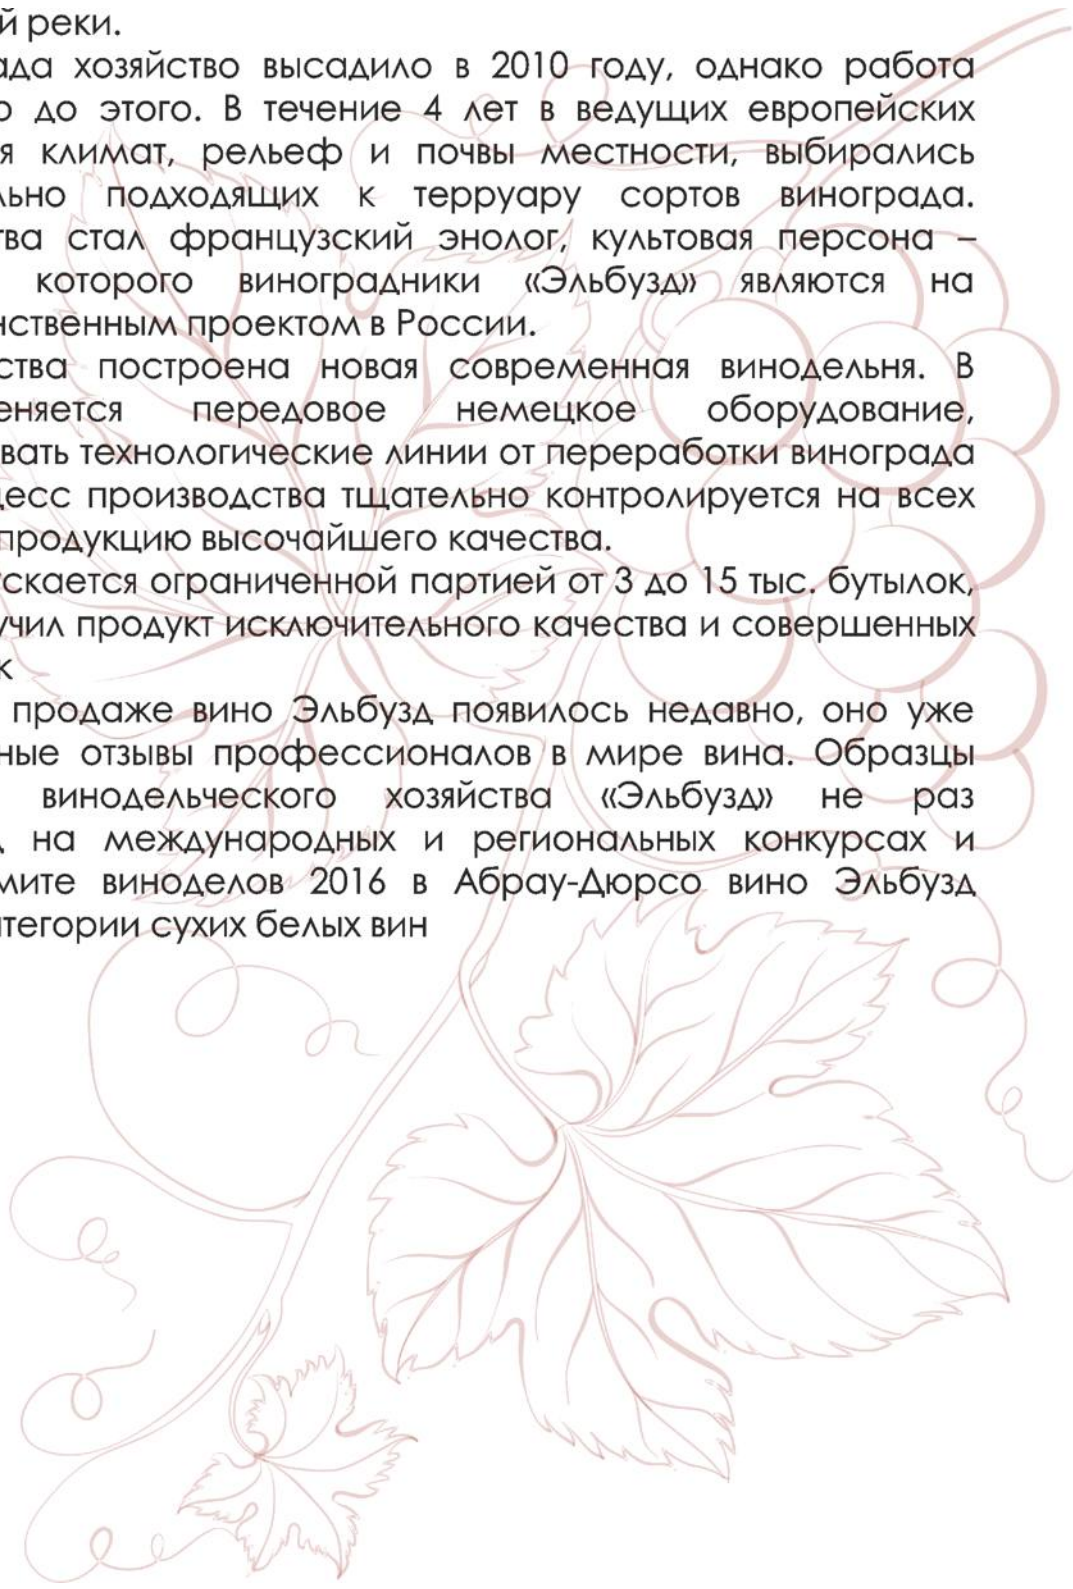 й реки.
ада хозяйство высадило в 2010 году, однако работа
о до этого. В течение 4 лет в ведущих европейских
я климат, рельеф и почвы местности, выбирались
льно подходящих к терруару сортов винограда.
тва стал французский энолог, культовая персона –
которого виноградники «Эльбузд» являются на
нственным проектом в России.
ства построена новая современная винодельня. В
еняется передовое немецкое оборудование,
вать технологические линии от переработки винограда
цесс производства тщательно контролируется на всех
продукцию высочайшего качества.
ускается ограниченной партией от 3 до 15 тыс. бутылок,
учил продукт исключительного качества и совершенных
к
продаже вино Эльбузд появилось недавно, оно уже
ные отзывы профессионалов в мире вина. Образцы
винодельческого хозяйства «Эльбузд» не раз
д на международных и региональных конкурсах и
мите виноделов 2016 в Абрау-Дюрсо вино Эльбузд
атегории сухих белых вин